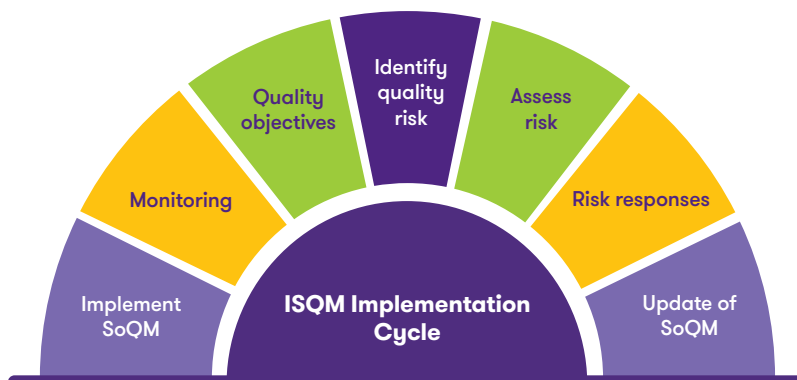 Implement
SoQM
Monitoring
Quality
objectives
Identify
quality
risk
Assess
risk
Risk responses
Update of
SoQM
ISQM Implementation
Cycle